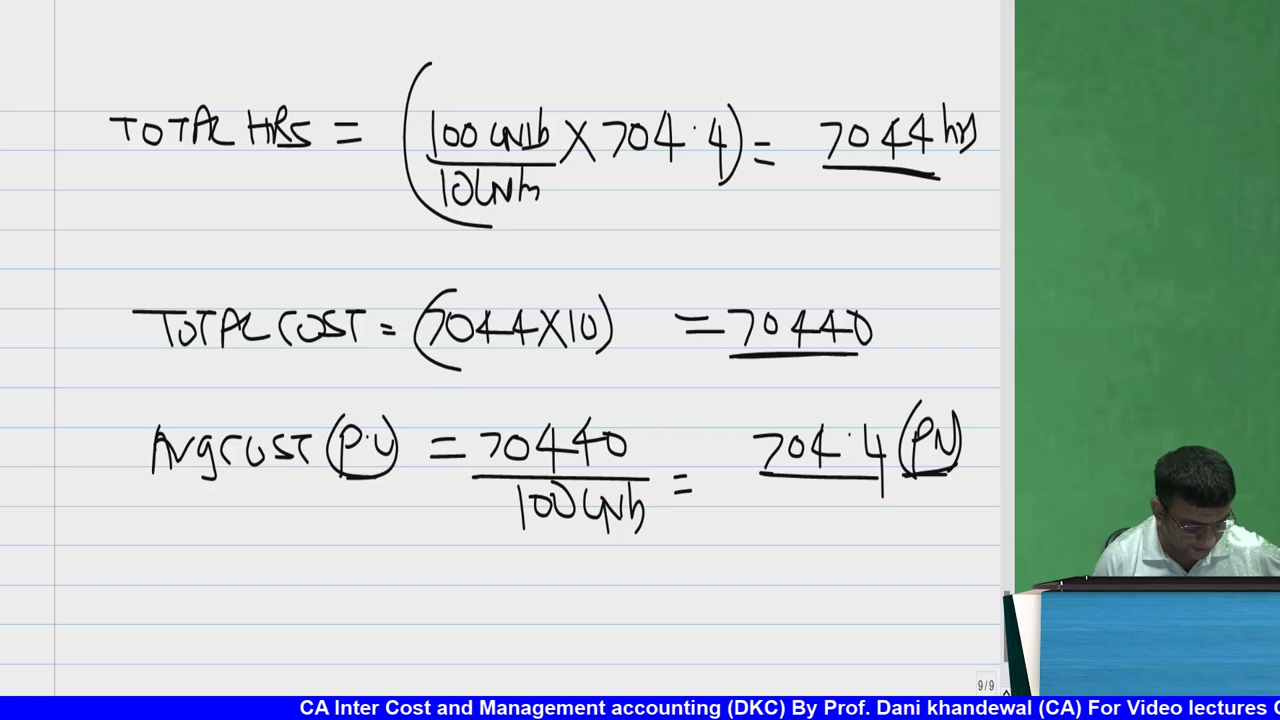 TOTAL HRS = (100 units / 10 units X 704.4) = 7044 hrs
TOTAL COST = (7044 X 10) = 70440
Avg COST (P.U) = 70440 / 100 units = 704.4 (PU)
9/9
CA Inter Cost and Management accounting (DKC) By Prof. Dani khandewal (CA) For Video lectures C